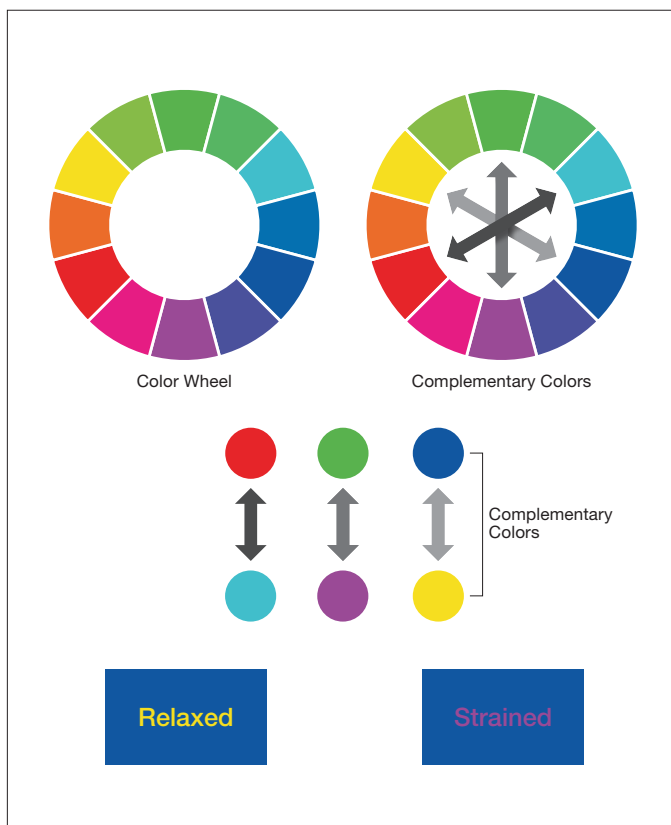 Color Wheel
Complementary Colors
Complementary
Colors
Relaxed
Strained